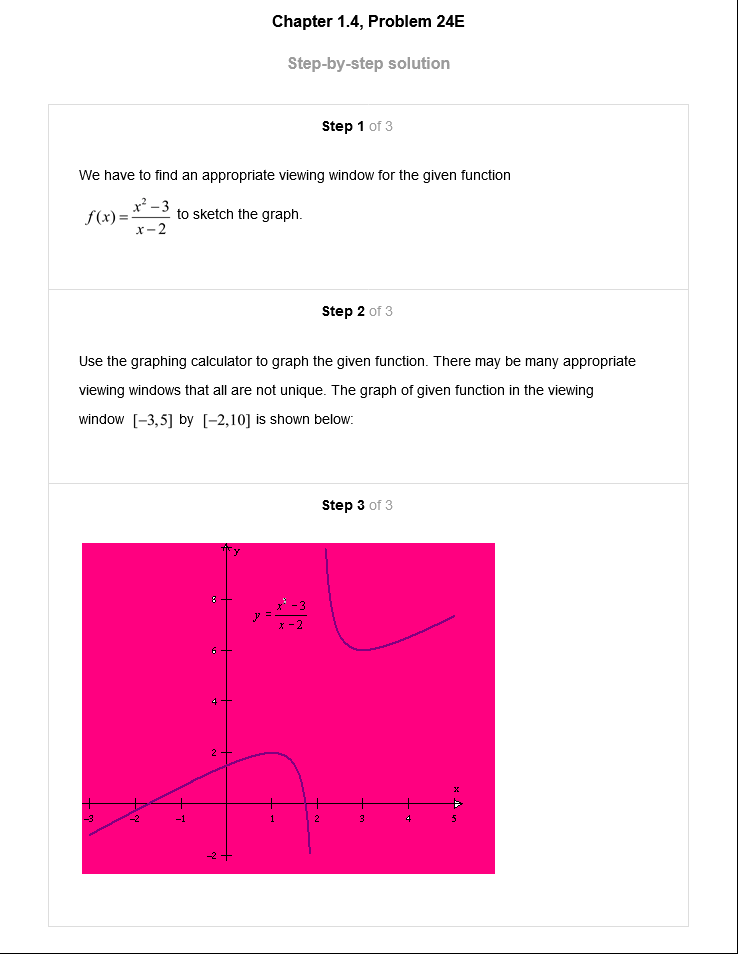 Chapter 1.4, Problem 24E
Step-by-step solution
Step 1 of 3
We have to find an appropriate viewing window for the given function
f(x) = (x² − 3)/(x − 2) to sketch the graph.
Step 2 of 3
Use the graphing calculator to graph the given function. There may be many appropriate
viewing windows that all are not unique. The graph of given function in the viewing
window [−3,5] by [−2,10] is shown below:
Step 3 of 3
y
8
y = (x² − 3)/(x − 2)
6
4
2
x
−3 −2 −1 1 2 3 4 5
−2